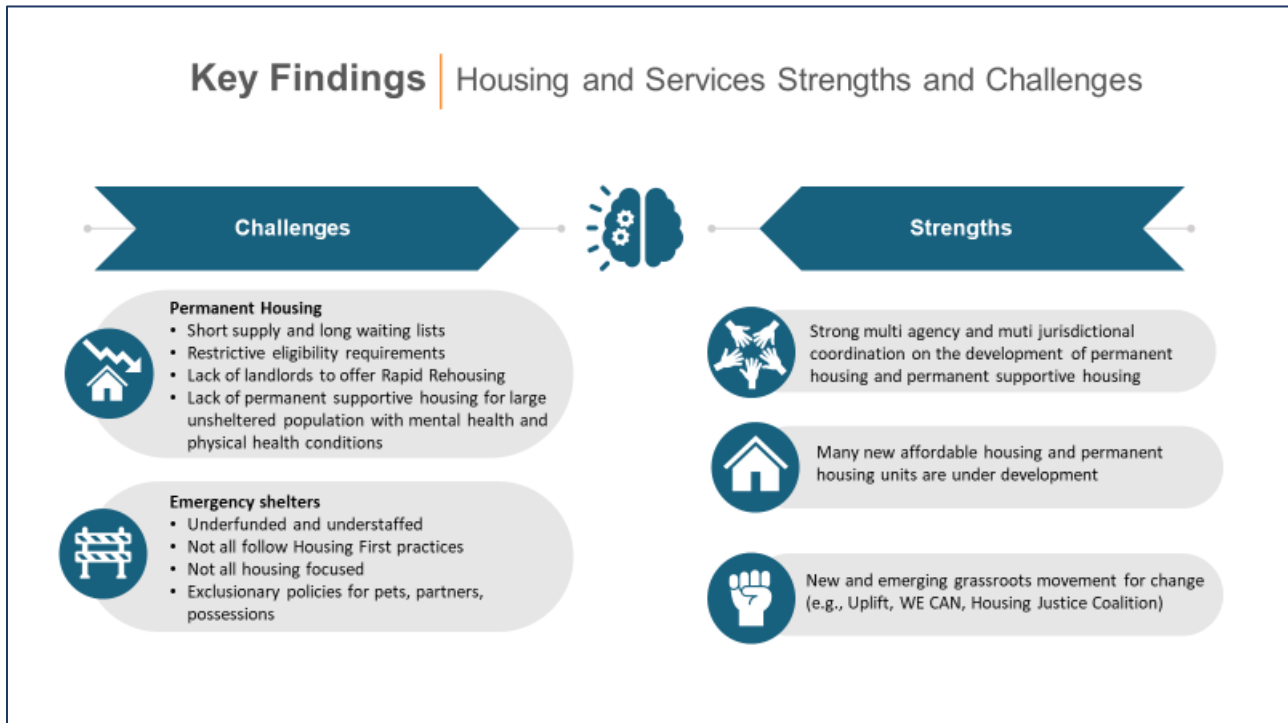 Key Findings | Housing and Services Strengths and Challenges
Challenges
Permanent Housing
• Short supply and long waiting lists
• Restrictive eligibility requirements
• Lack of landlords to offer Rapid Rehousing
• Lack of permanent supportive housing for large
unsheltered population with mental health and
physical health conditions
Emergency shelters
• Underfunded and understaffed
• Not all follow Housing First practices
• Not all housing focused
• Exclusionary policies for pets, partners,
possessions
Strengths
Strong multi agency and muti jurisdictional
coordination on the development of permanent
housing and permanent supportive housing
Many new affordable housing and permanent
housing units are under development
New and emerging grassroots movement for change
(e.g., Uplift, WE CAN, Housing Justice Coalition)